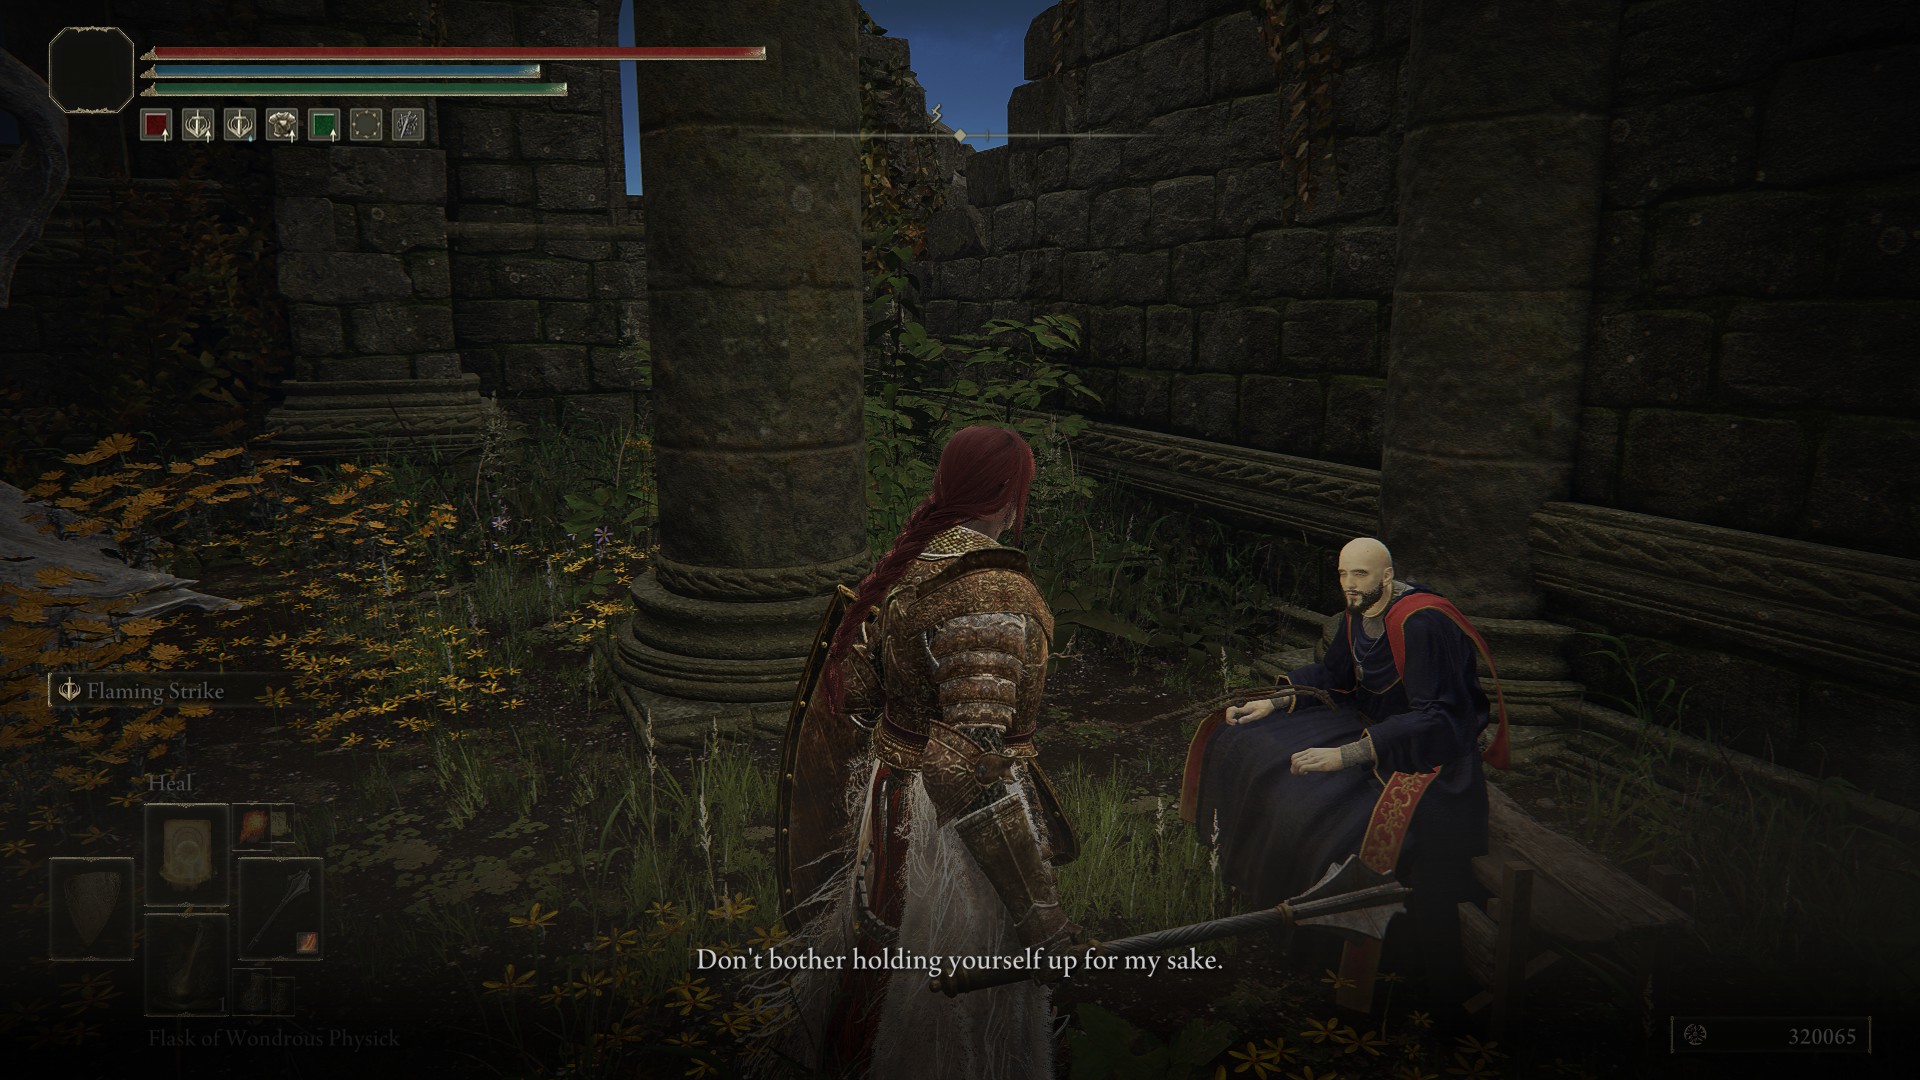 Flaming Strike
Heal
1
Flask of Wondrous Physick
Don't bother holding yourself up for my sake.
320065